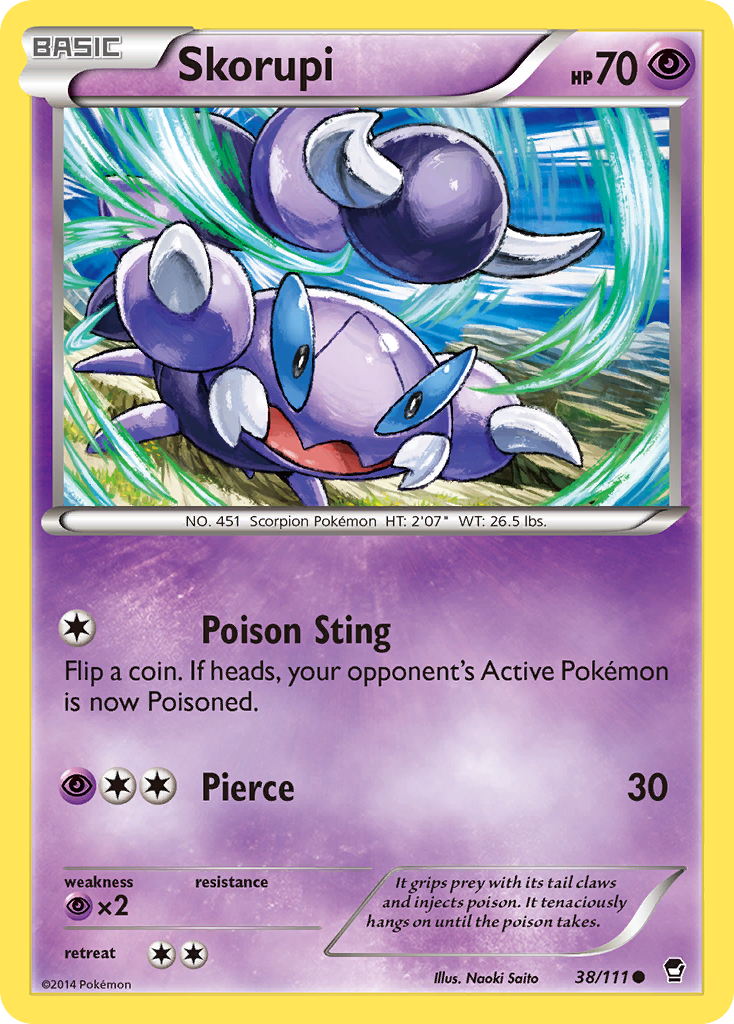 BASIC
Skorupi
HP 70
NO. 451 Scorpion Pokémon HT: 2'07" WT: 26.5 lbs.
Poison Sting
Flip a coin. If heads, your opponent's Active Pokémon
is now Poisoned.
Pierce 30
weakness resistance
×2
retreat
It grips prey with its tail claws
and injects poison. It tenaciously
hangs on until the poison takes.
©2014 Pokémon
Illus. Naoki Saito
38/111